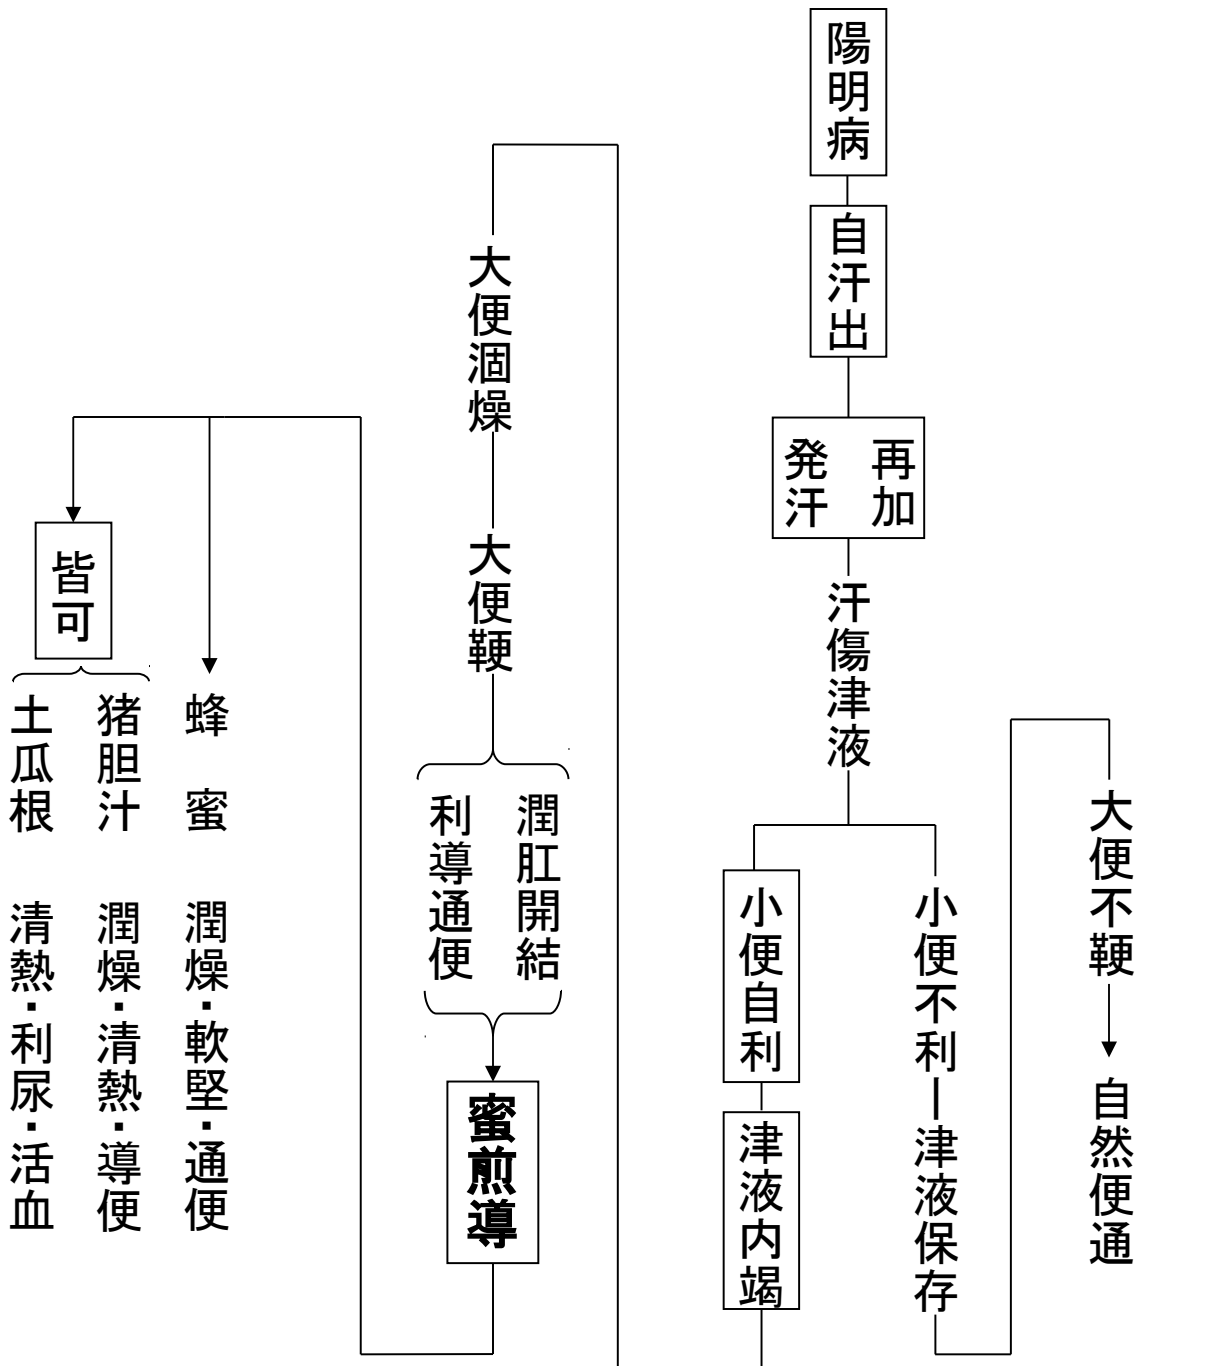 陽明病
自汗出
再加
発汗
汗傷津液
小便不利ー津液保存
大便不鞕
自然便通
小便自利
津液内竭
大便涸燥
大便鞕
潤肛開結
利導通便
蜜煎導
蜂蜜 潤燥・軟堅・通便
皆可
猪胆汁 潤燥・清熱・導便
土瓜根 清熱・利尿・活血